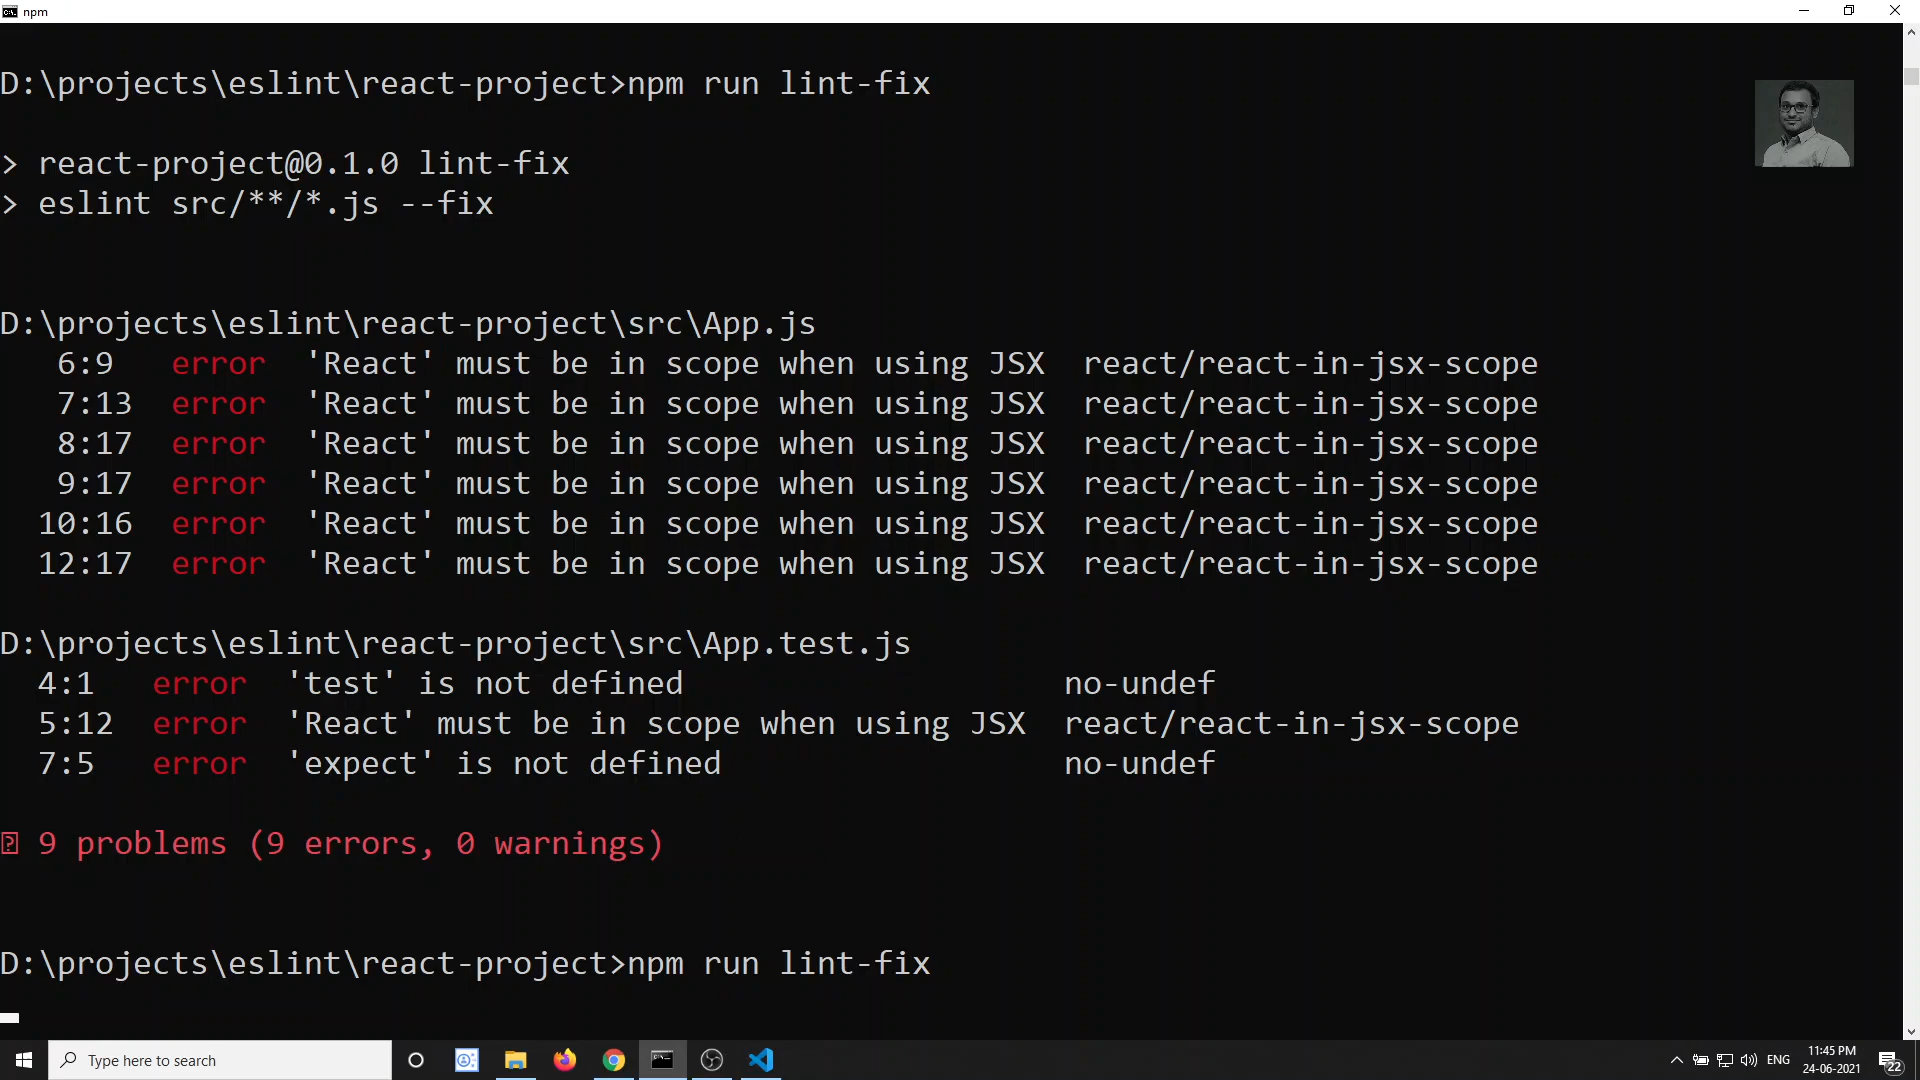 npm
D:\projects\eslint\react-project>npm run lint-fix
> react-project@0.1.0 lint-fix
> eslint src/**/*.js --fix
D:\projects\eslint\react-project\src\App.js
6:9 error 'React' must be in scope when using JSX react/react-in-jsx-scope
7:13 error 'React' must be in scope when using JSX react/react-in-jsx-scope
8:17 error 'React' must be in scope when using JSX react/react-in-jsx-scope
9:17 error 'React' must be in scope when using JSX react/react-in-jsx-scope
10:16 error 'React' must be in scope when using JSX react/react-in-jsx-scope
12:17 error 'React' must be in scope when using JSX react/react-in-jsx-scope
D:\projects\eslint\react-project\src\App.test.js
4:1 error 'test' is not defined no-undef
5:12 error 'React' must be in scope when using JSX react/react-in-jsx-scope
7:5 error 'expect' is not defined no-undef
9 problems (9 errors, 0 warnings)
D:\projects\eslint\react-project>npm run lint-fix
Type here to search
ENG
11:45 PM
24-06-2021
22